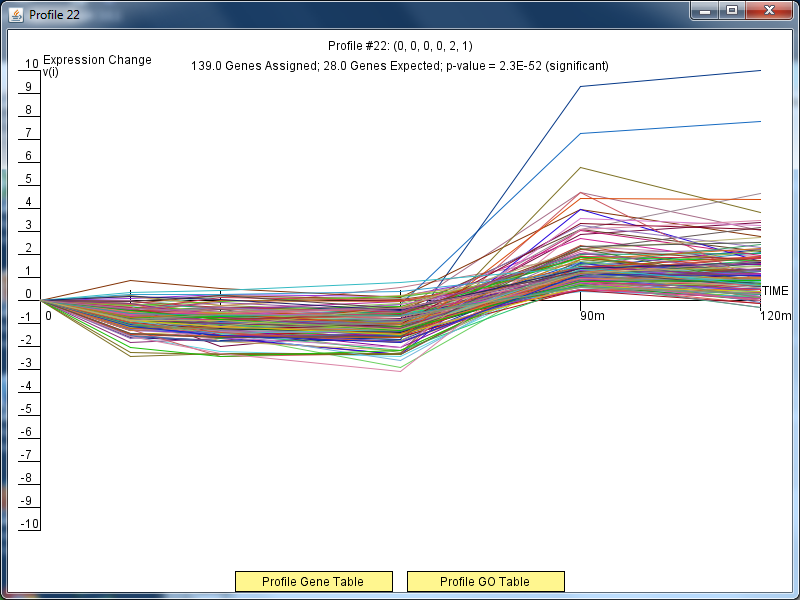 Profile 22
Profile #22: (0, 0, 0, 0, 2, 1)
139.0 Genes Assigned; 28.0 Genes Expected; p-value = 2.3E-52 (significant)
Expression Change
v(i)
10
9
8
7
6
5
4
3
2
1
0
-1
-2
-3
-4
-5
-6
-7
-8
-9
-10
TIME
0
90m
120m
Profile Gene Table
Profile GO Table